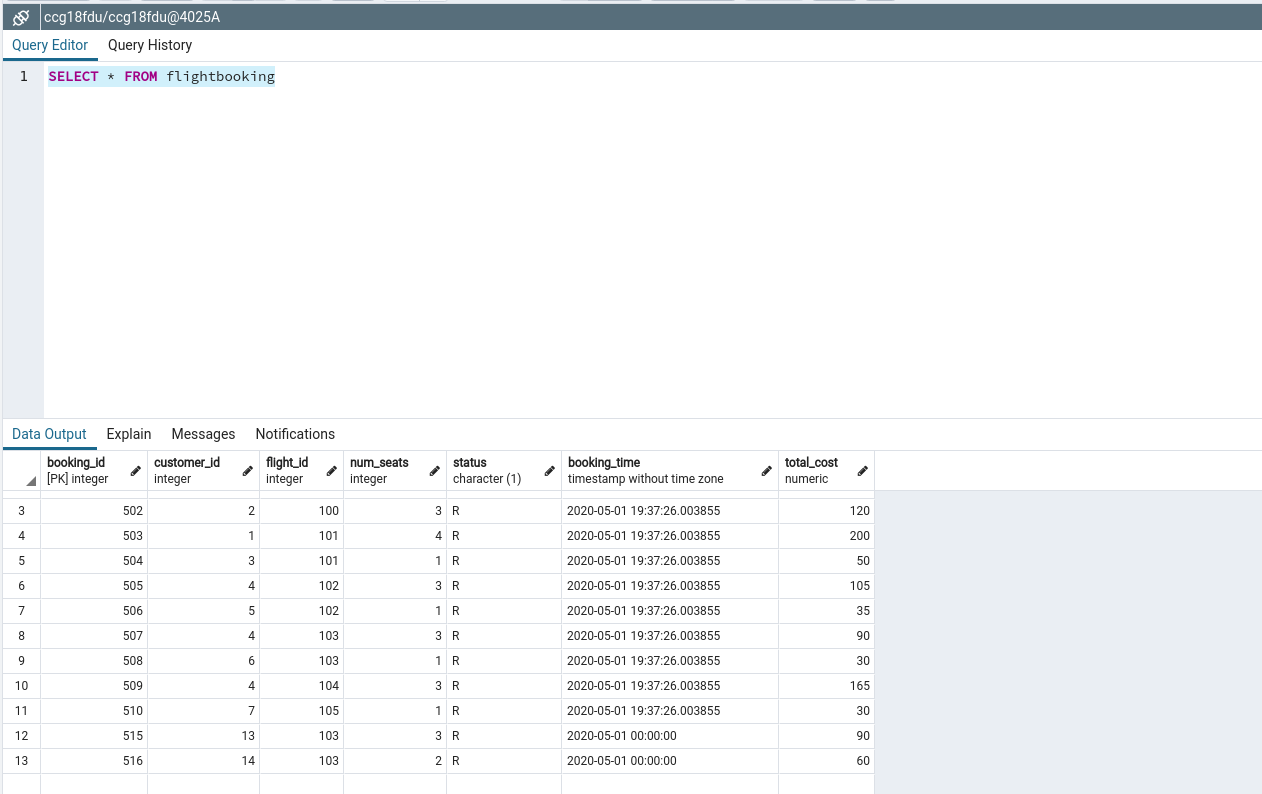 ccg18fdu/ccg18fdu@4025A
Query Editor Query History
1 SELECT * FROM flightbooking
Data Output Explain Messages Notifications
booking_id customer_id flight_id num_seats status booking_time total_cost
[PK] integer integer integer integer character (1) timestamp without time zone numeric
3 502 2 100 3 R 2020-05-01 19:37:26.003855 120
4 503 1 101 4 R 2020-05-01 19:37:26.003855 200
5 504 3 101 1 R 2020-05-01 19:37:26.003855 50
6 505 4 102 3 R 2020-05-01 19:37:26.003855 105
7 506 5 102 1 R 2020-05-01 19:37:26.003855 35
8 507 4 103 3 R 2020-05-01 19:37:26.003855 90
9 508 6 103 1 R 2020-05-01 19:37:26.003855 30
10 509 4 104 3 R 2020-05-01 19:37:26.003855 165
11 510 7 105 1 R 2020-05-01 19:37:26.003855 30
12 515 13 103 3 R 2020-05-01 00:00:00 90
13 516 14 103 2 R 2020-05-01 00:00:00 60